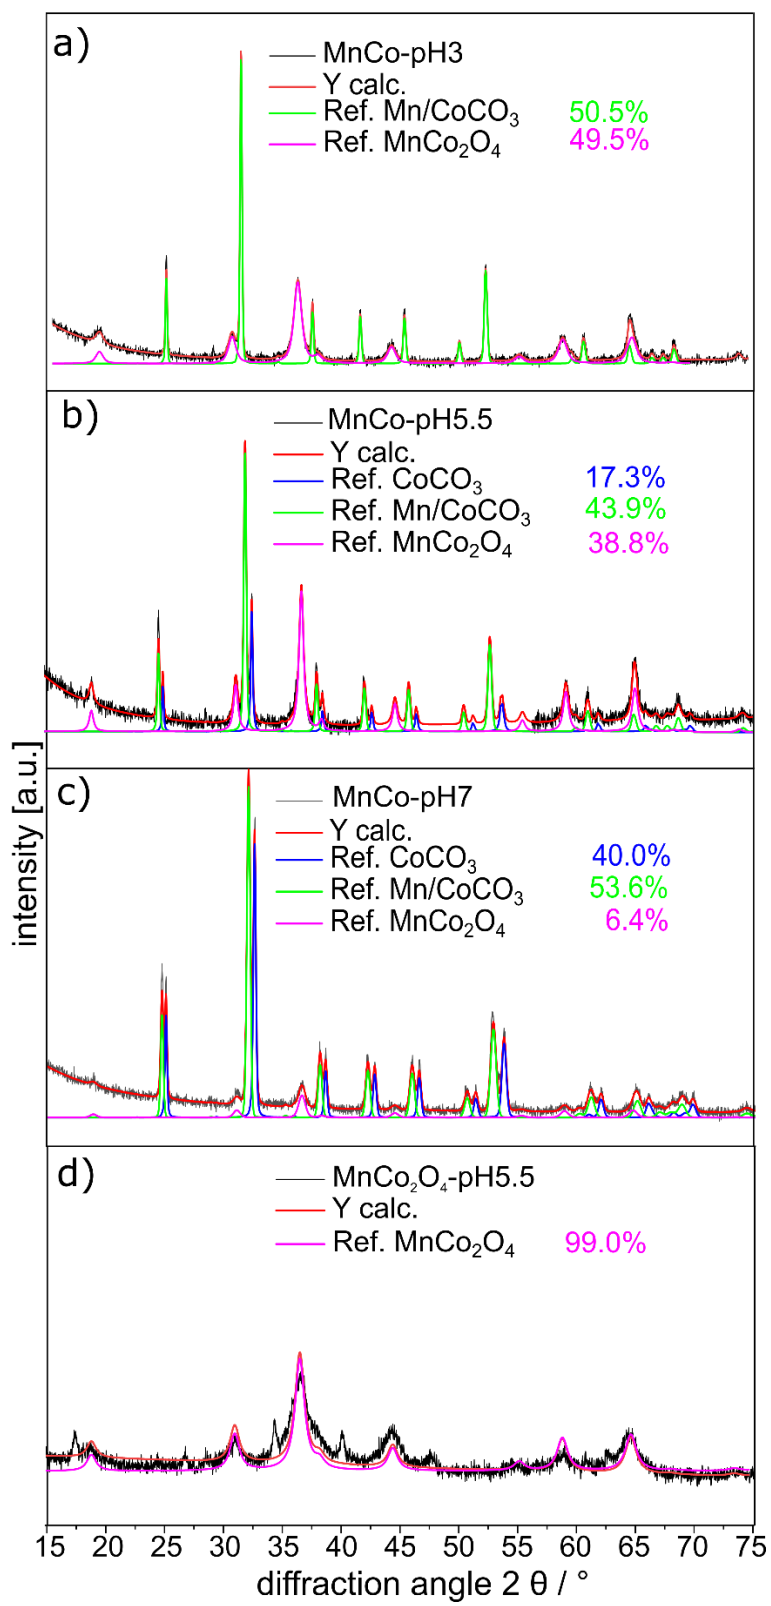 a)
MnCo-pH3
Y calc.
Ref. Mn/CoCO₃ 50.5%
Ref. MnCo₂O₄ 49.5%
b)
MnCo-pH5.5
Y calc.
Ref. CoCO₃ 17.3%
Ref. Mn/CoCO₃ 43.9%
Ref. MnCo₂O₄ 38.8%
c)
MnCo-pH7
Y calc.
Ref. CoCO₃ 40.0%
Ref. Mn/CoCO₃ 53.6%
Ref. MnCo₂O₄ 6.4%
d)
MnCo₂O₄-pH5.5
Y calc.
Ref. MnCo₂O₄ 99.0%
intensity [a.u.]
15 20 25 30 35 40 45 50 55 60 65 70 75
diffraction angle 2 θ / °